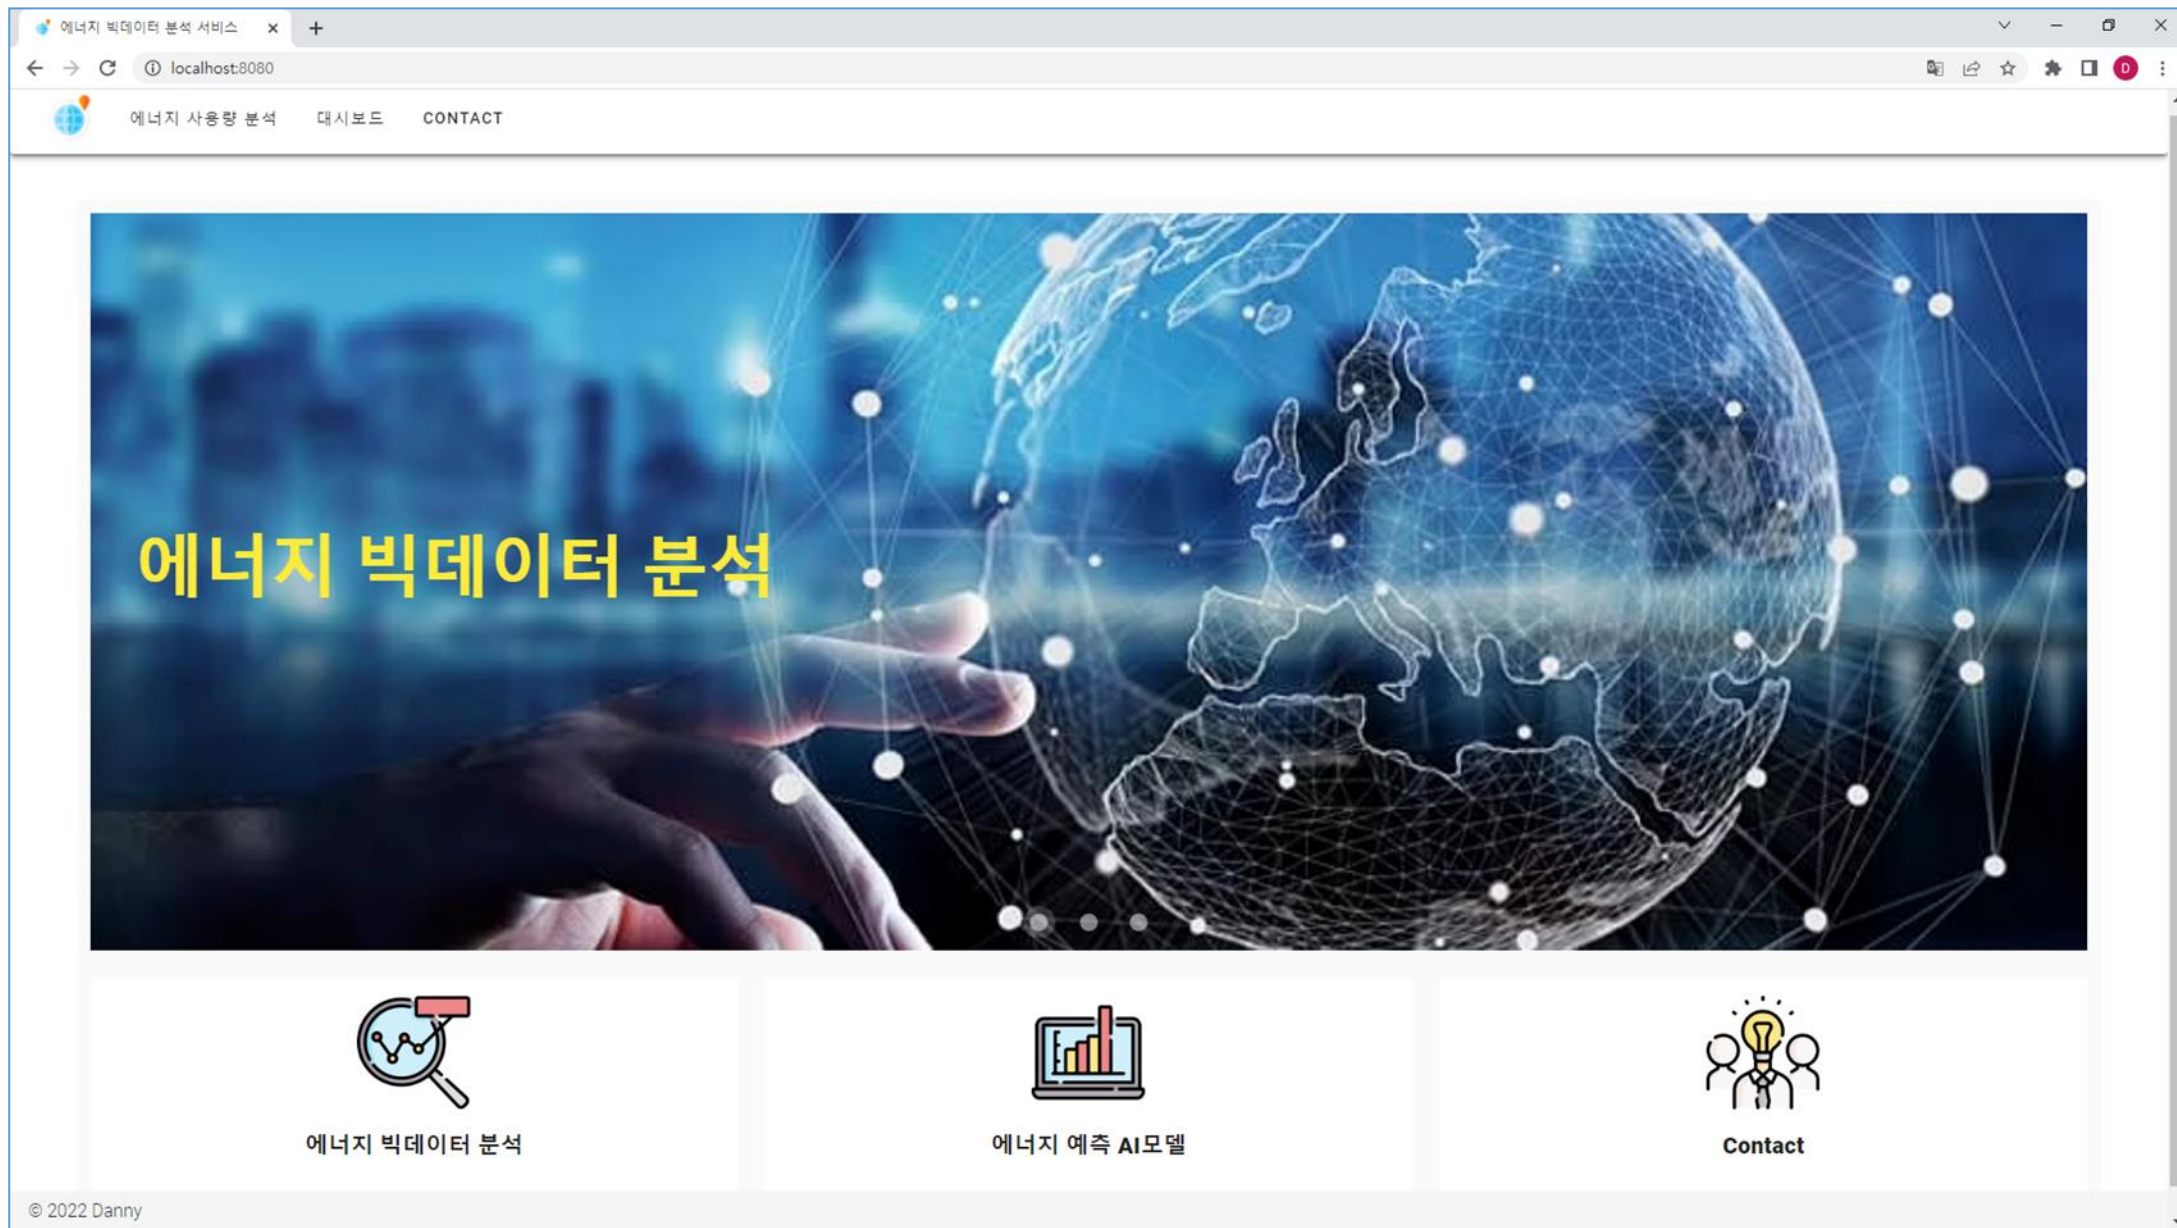 에너지 빅데이터 분석 서비스
localhost:8080
D
에너지 사용량 분석 대시보드 CONTACT
에너지 빅데이터 분석
에너지 빅데이터 분석 에너지 예측 AI모델 Contact
© 2022 Danny